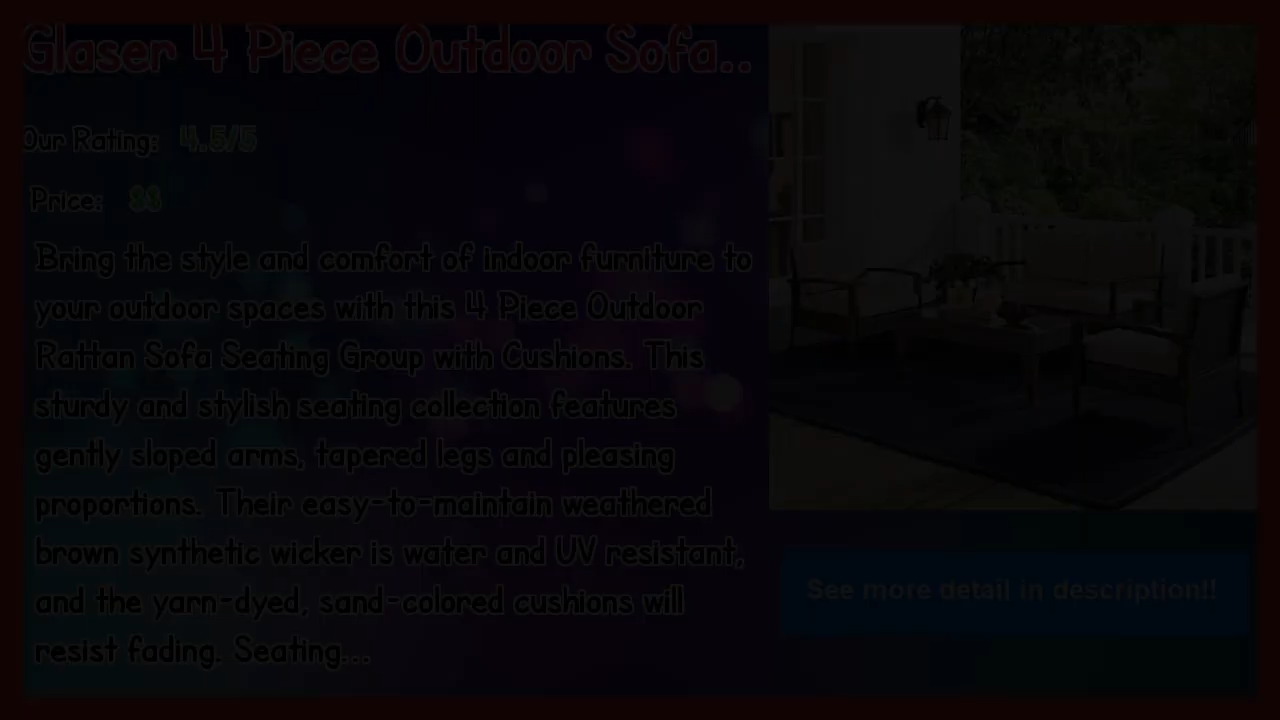 Glaser 4 Piece Outdoor Sofa..
Our Rating: 4.5/5
Price: $$
Bring the style and comfort of indoor furniture to
your outdoor spaces with this 4 Piece Outdoor
Rattan Sofa Seating Group with Cushions. This
sturdy and stylish seating collection features
gently sloped arms, tapered legs and pleasing
proportions. Their easy-to-maintain weathered
brown synthetic wicker is water and UV resistant,
and the yarn-dyed, sand-colored cushions will
resist fading. Seating...
See more detail in description!!